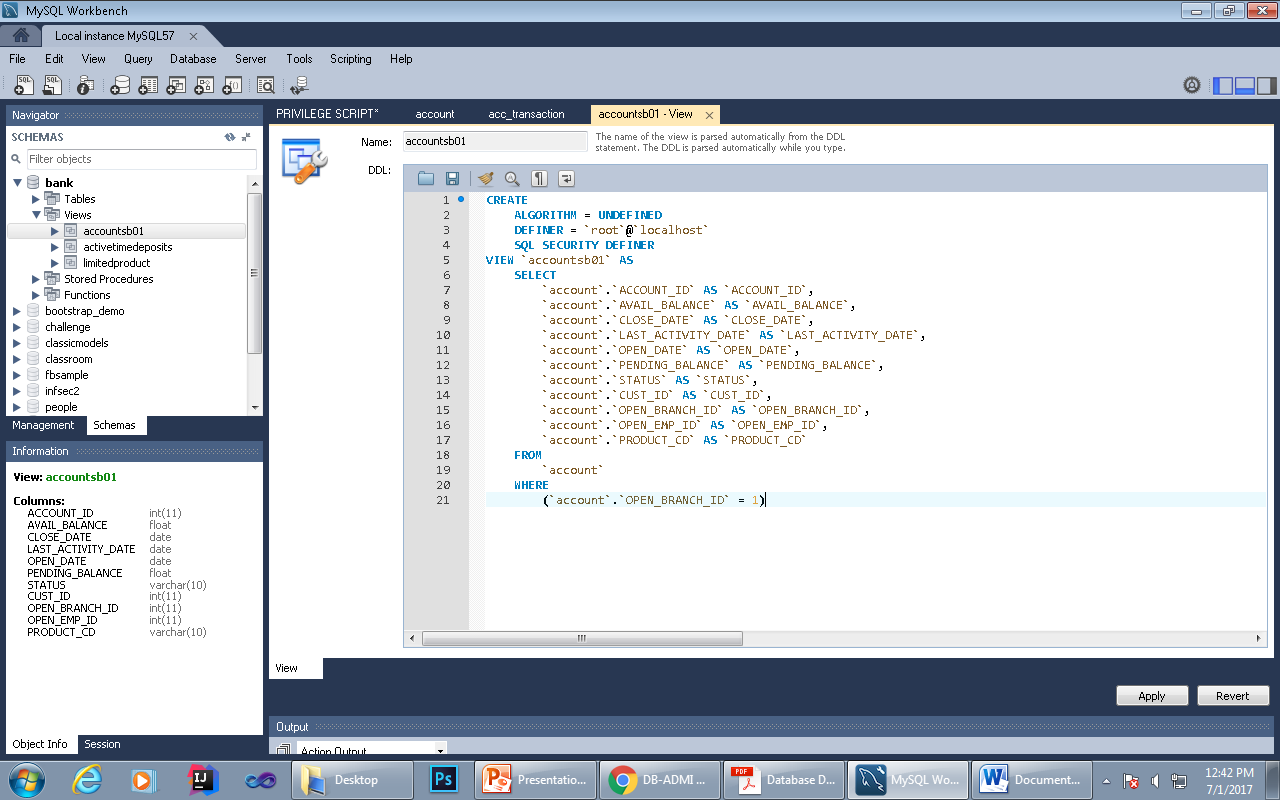 MySQL Workbench
Local instance MySQL57
File Edit View Query Database Server Tools Scripting Help
Navigator
SCHEMAS
Filter objects
bank
Tables
Views
accountsb01
activetimedeposits
limitedproduct
Stored Procedures
Functions
bootstrap_demo
challenge
classicmodels
classroom
fbsample
infsec2
people
Management Schemas
Information
View: accountsb01
Columns:
ACCOUNT_ID int(11)
AVAIL_BALANCE float
CLOSE_DATE date
LAST_ACTIVITY_DATE date
OPEN_DATE date
PENDING_BALANCE float
STATUS varchar(10)
CUST_ID int(11)
OPEN_BRANCH_ID int(11)
OPEN_EMP_ID int(11)
PRODUCT_CD varchar(10)
Object Info Session
PRIVILEGE SCRIPT* account acc_transaction accountsb01 - View
Name: accountsb01
The name of the view is parsed automatically from the DDL
statement. The DDL is parsed automatically while you type.
DDL:
1 CREATE
2 ALGORITHM = UNDEFINED
3 DEFINER = `root`@`localhost`
4 SQL SECURITY DEFINER
5 VIEW `accountsb01` AS
6 SELECT
7 `account`.`ACCOUNT_ID` AS `ACCOUNT_ID`,
8 `account`.`AVAIL_BALANCE` AS `AVAIL_BALANCE`,
9 `account`.`CLOSE_DATE` AS `CLOSE_DATE`,
10 `account`.`LAST_ACTIVITY_DATE` AS `LAST_ACTIVITY_DATE`,
11 `account`.`OPEN_DATE` AS `OPEN_DATE`,
12 `account`.`PENDING_BALANCE` AS `PENDING_BALANCE`,
13 `account`.`STATUS` AS `STATUS`,
14 `account`.`CUST_ID` AS `CUST_ID`,
15 `account`.`OPEN_BRANCH_ID` AS `OPEN_BRANCH_ID`,
16 `account`.`OPEN_EMP_ID` AS `OPEN_EMP_ID`,
17 `account`.`PRODUCT_CD` AS `PRODUCT_CD`
18 FROM
19 `account`
20 WHERE
21 (`account`.`OPEN_BRANCH_ID` = 1)
View
Apply Revert
Output
Action Output
Desktop Ps Presentatio... DB-ADMI ... Database D... MySQL Wo... Document...
12:42 PM
7/1/2017